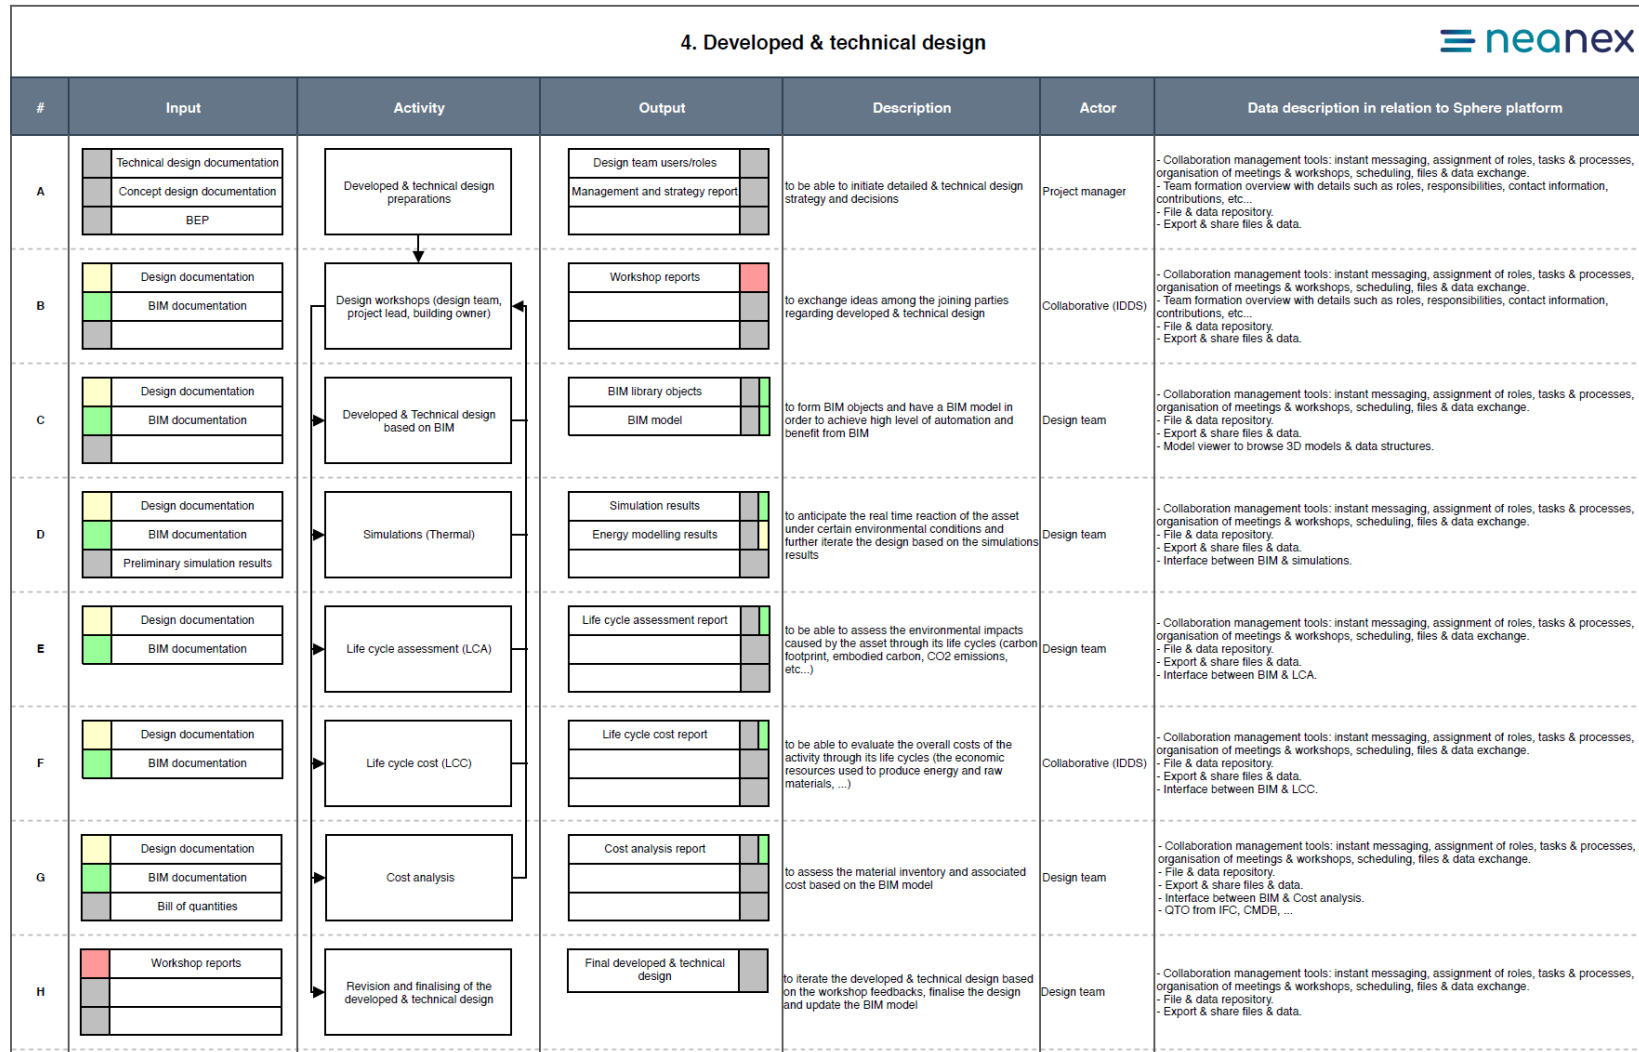 4. Developed & technical design
neanex
#
Input
Activity
Output
Description
Actor
Data description in relation to Sphere platform
A
Technical design documentation
Concept design documentation
BEP
Developed & technical design
preparations
Design team users/roles
Management and strategy report
to be able to initiate detailed & technical design
strategy and decisions
Project manager
- Collaboration management tools: instant messaging, assignment of roles, tasks & processes,
organisation of meetings & workshops, scheduling, files & data exchange.
- Team formation overview with details such as roles, responsibilities, contact information,
contributions, etc...
- File & data repository.
- Export & share files & data.
B
Design documentation
BIM documentation
Design workshops (design team,
project lead, building owner)
Workshop reports
to exchange ideas among the joining parties
regarding developed & technical design
Collaborative (IDDS)
- Collaboration management tools: instant messaging, assignment of roles, tasks & processes,
organisation of meetings & workshops, scheduling, files & data exchange.
- Team formation overview with details such as roles, responsibilities, contact information,
contributions, etc...
- File & data repository.
- Export & share files & data.
C
Design documentation
BIM documentation
Developed & Technical design
based on BIM
BIM library objects
BIM model
to form BIM objects and have a BIM model in
order to achieve high level of automation and
benefit from BIM
Design team
- Collaboration management tools: instant messaging, assignment of roles, tasks & processes,
organisation of meetings & workshops, scheduling, files & data exchange.
- File & data repository.
- Export & share files & data.
- Model viewer to browse 3D models & data structures.
D
Design documentation
BIM documentation
Preliminary simulation results
Simulations (Thermal)
Simulation results
Energy modelling results
to anticipate the real time reaction of the asset
under certain environmental conditions and
further iterate the design based on the simulations
results
Design team
- Collaboration management tools: instant messaging, assignment of roles, tasks & processes,
organisation of meetings & workshops, scheduling, files & data exchange.
- File & data repository.
- Export & share files & data.
- Interface between BIM & simulations.
E
Design documentation
BIM documentation
Life cycle assessment (LCA)
Life cycle assessment report
to be able to assess the environmental impacts
caused by the asset through its life cycles (carbon
footprint, embodied carbon, CO2 emissions,
etc...)
Design team
- Collaboration management tools: instant messaging, assignment of roles, tasks & processes,
organisation of meetings & workshops, scheduling, files & data exchange.
- File & data repository.
- Export & share files & data.
- Interface between BIM & LCA.
F
Design documentation
BIM documentation
Life cycle cost (LCC)
Life cycle cost report
to be able to evaluate the overall costs of the
activity through its life cycles (the economic
resources used to produce energy and raw
materials, ...)
Collaborative (IDDS)
- Collaboration management tools: instant messaging, assignment of roles, tasks & processes,
organisation of meetings & workshops, scheduling, files & data exchange.
- File & data repository.
- Export & share files & data.
- Interface between BIM & LCC.
G
Design documentation
BIM documentation
Bill of quantities
Cost analysis
Cost analysis report
to assess the material inventory and associated
cost based on the BIM model
Design team
- Collaboration management tools: instant messaging, assignment of roles, tasks & processes,
organisation of meetings & workshops, scheduling, files & data exchange.
- File & data repository.
- Export & share files & data.
- Interface between BIM & Cost analysis.
- QTO from IFC, CMDB, ...
H
Workshop reports
Revision and finalising of the
developed & technical design
Final developed & technical
design
to iterate the developed & technical design based
on the workshop feedbacks, finalise the design
and update the BIM model
Design team
- Collaboration management tools: instant messaging, assignment of roles, tasks & processes,
organisation of meetings & workshops, scheduling, files & data exchange.
- File & data repository.
- Export & share files & data.